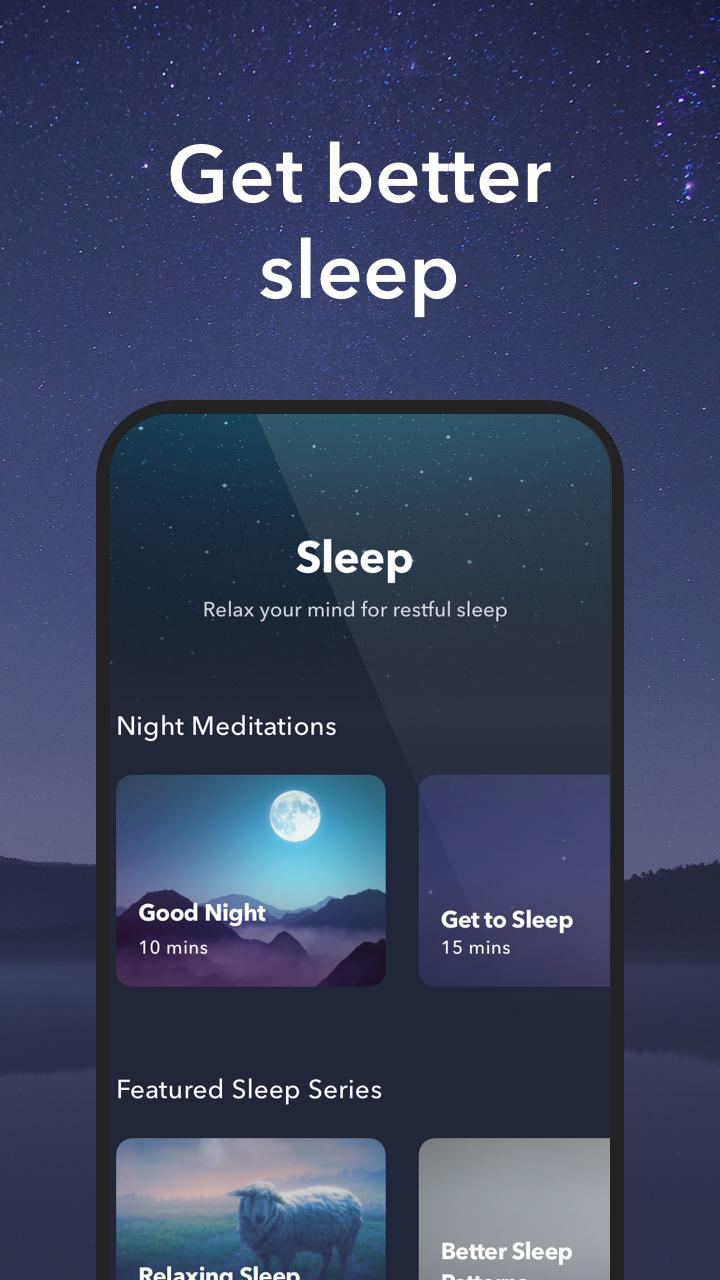 Get better
sleep
Sleep
Relax your mind for restful sleep
Night Meditations
Good Night
10 mins
Get to Sleep
15 mins
Featured Sleep Series
Relaxing Sleep
Better Sleep
Patterns